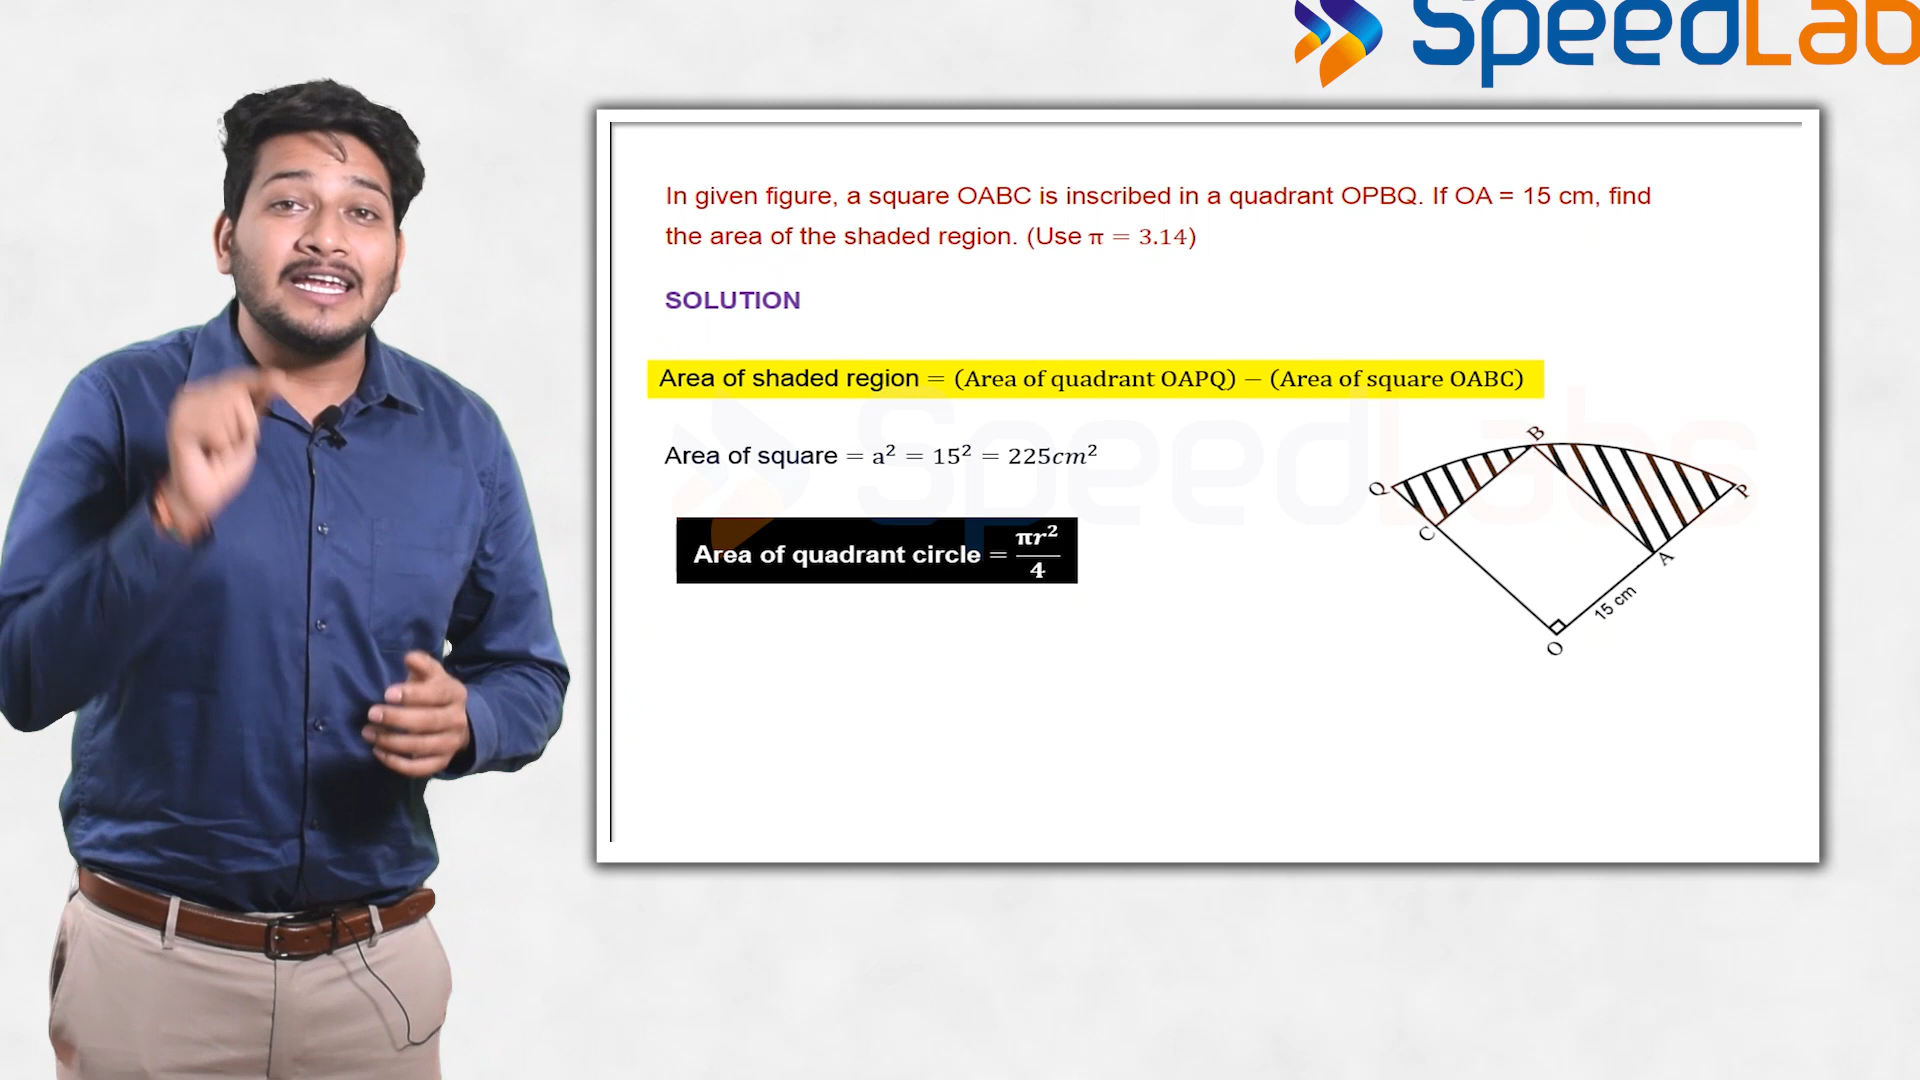 SpeedLab
In given figure, a square OABC is inscribed in a quadrant OPBQ. If OA = 15 cm, find
the area of the shaded region. (Use π = 3.14)
SOLUTION
Area of shaded region = (Area of quadrant OAPQ) − (Area of square OABC)
SpeedLabs
Area of square = a² = 15² = 225cm²
Area of quadrant circle = πr²/4
B
Q
P
C
A
15 cm
O